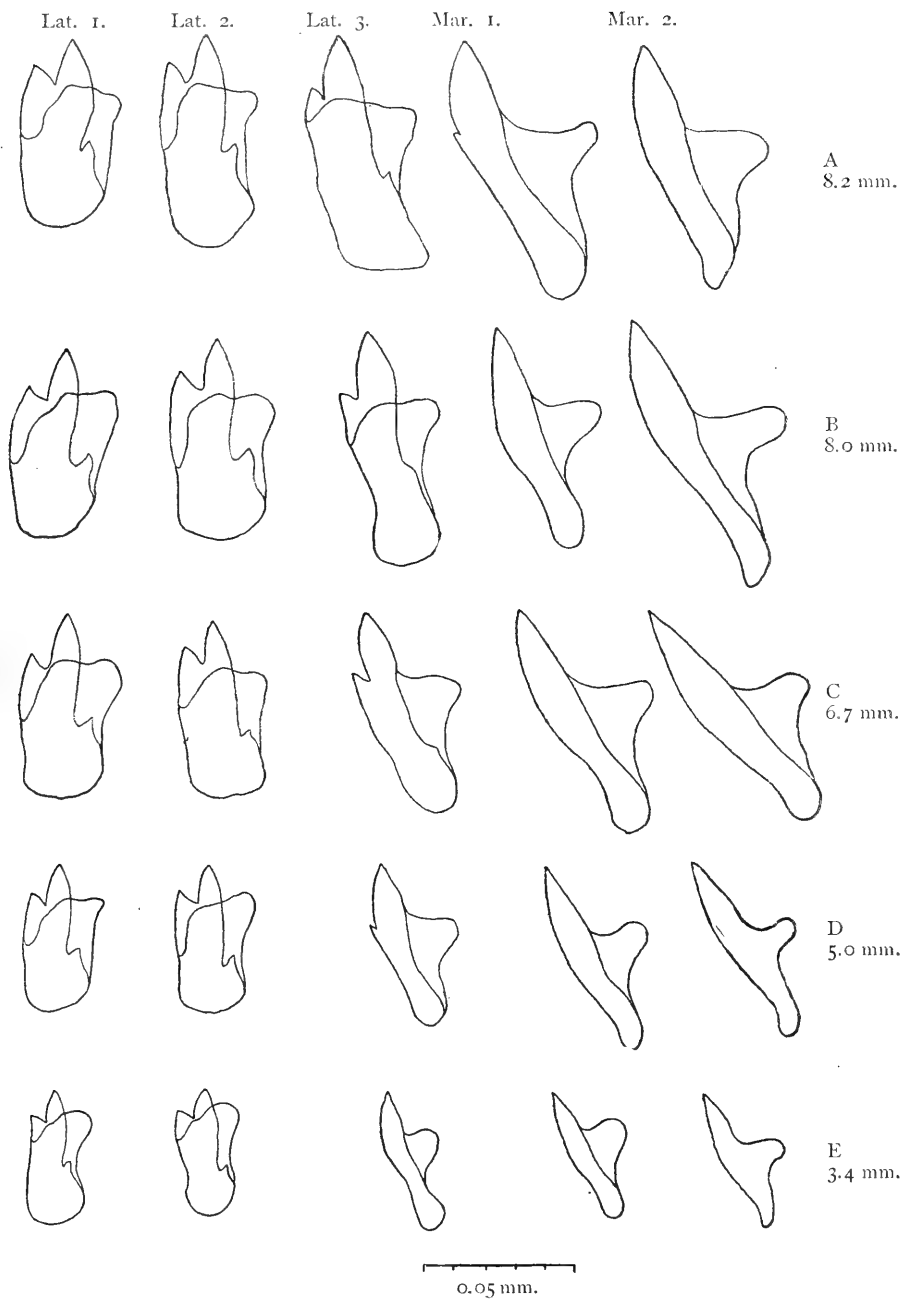 Lat. 1. Lat. 2. Lat. 3. Mar. 1. Mar. 2.
A
8.2 mm.
B
8.0 mm.
C
6.7 mm.
D
5.0 mm.
E
3.4 mm.
0.05 mm.